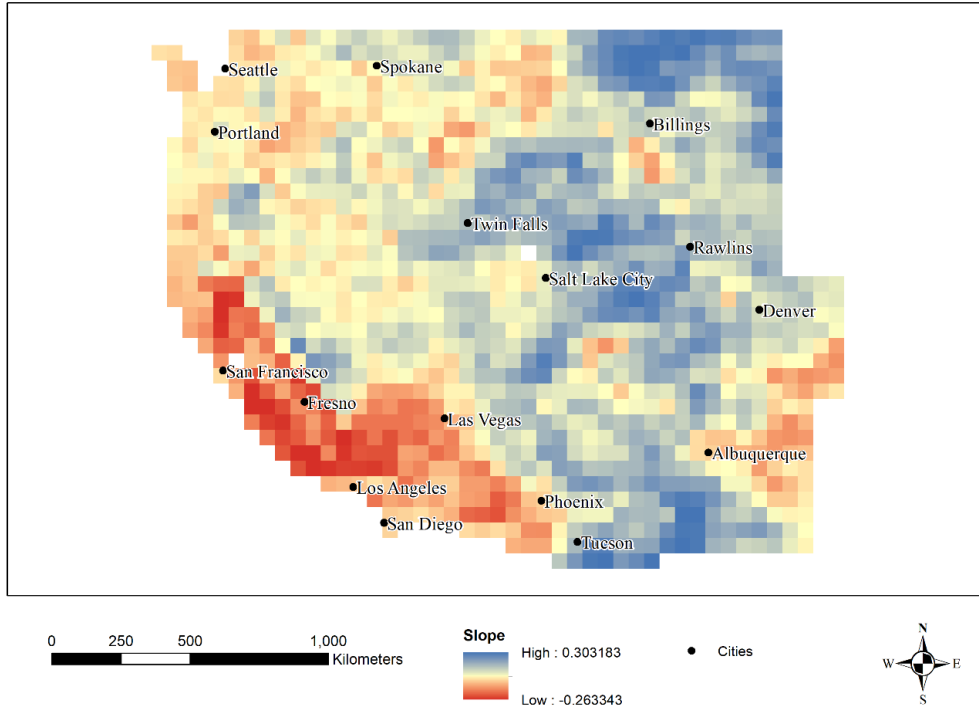 Seattle
Spokane
Billings
Portland
Twin Falls
Rawlins
Salt Lake City
Denver
San Francisco
Fresno
Las Vegas
Albuquerque
Los Angeles
Phoenix
San Diego
Tucson
0 250 500 1,000
Kilometers
Slope
High : 0.303183
Low : -0.263343
Cities
N
W E
S